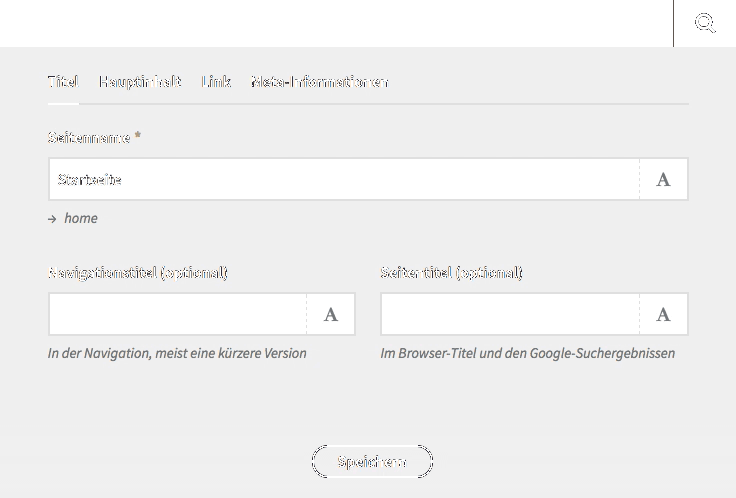 Titel Hauptinhalt Link Meta-Informationen
Seitenname *
Startseite A
→ home
Navigationstitel (optional) Seitentitel (optional)
A A
In der Navigation, meist eine kürzere Version Im Browser-Titel und den Google-Suchergebnissen
Speichern